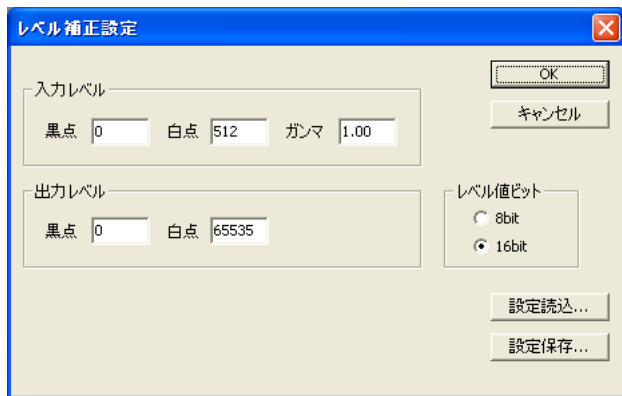 レベル補正設定
入力レベル
黒点 0 白点 512 ガンマ 1.00
出力レベル
黒点 0 白点 65535
OK
キャンセル
レベル値ビット
8bit
16bit
設定読込...
設定保存...